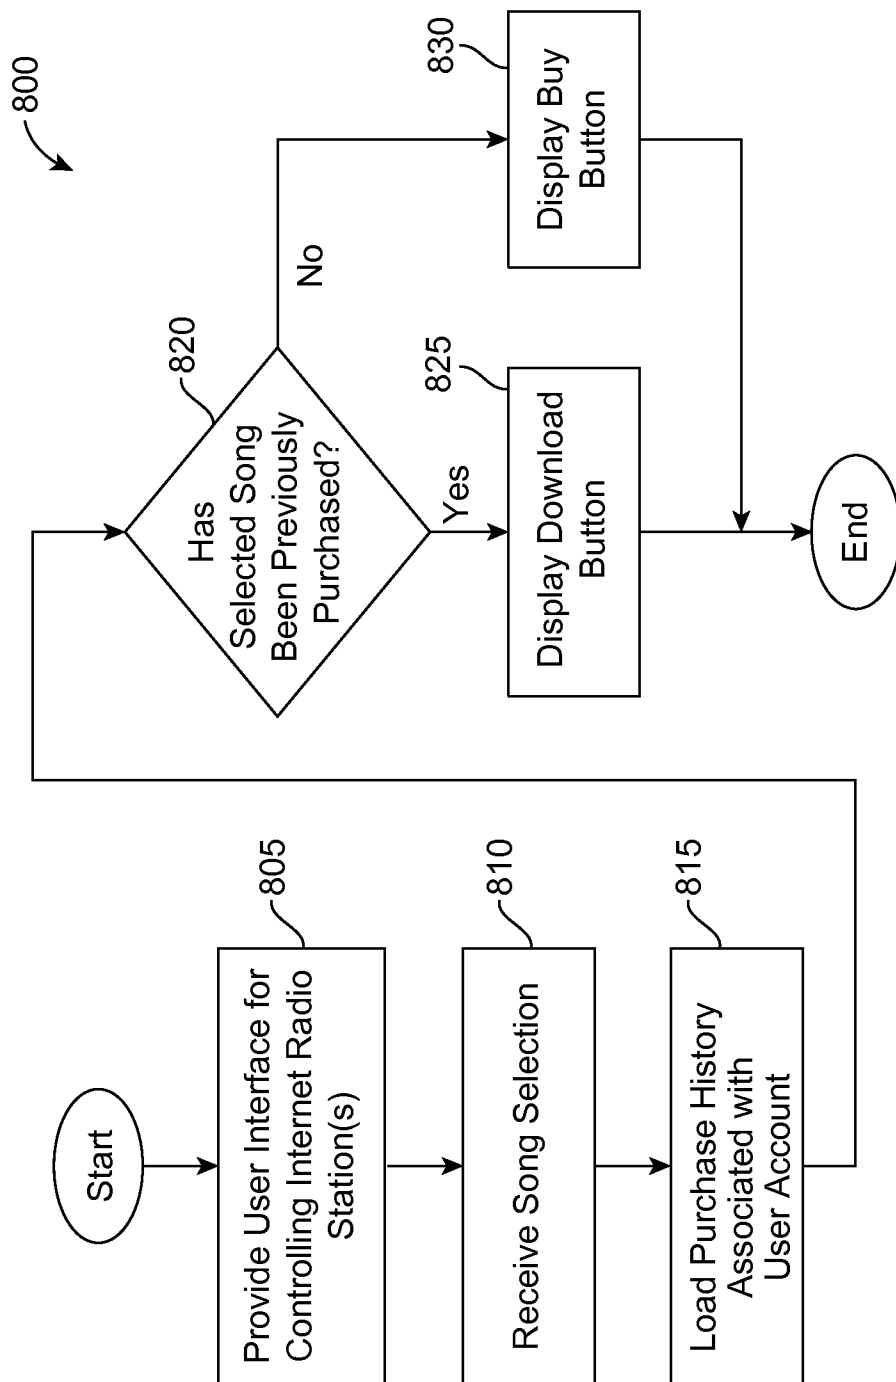 800
Start
Provide User Interface for
Controlling Internet Radio
Station(s)
805
Receive Song Selection
810
Load Purchase History
Associated with
User Account
815
Has
Selected Song
Been Previously
Purchased?
820
Yes
No
Display Download
Button
825
Display Buy
Button
830
End